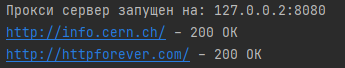 Прокси сервер запущен на: 127.0.0.2:8080
http://info.cern.ch/ – 200 OK
http://httpforever.com/ – 200 OK